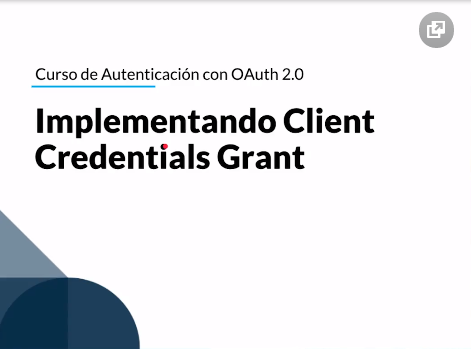 Curso de Autenticación con OAuth 2.0
Implementando Client
Credentials Grant